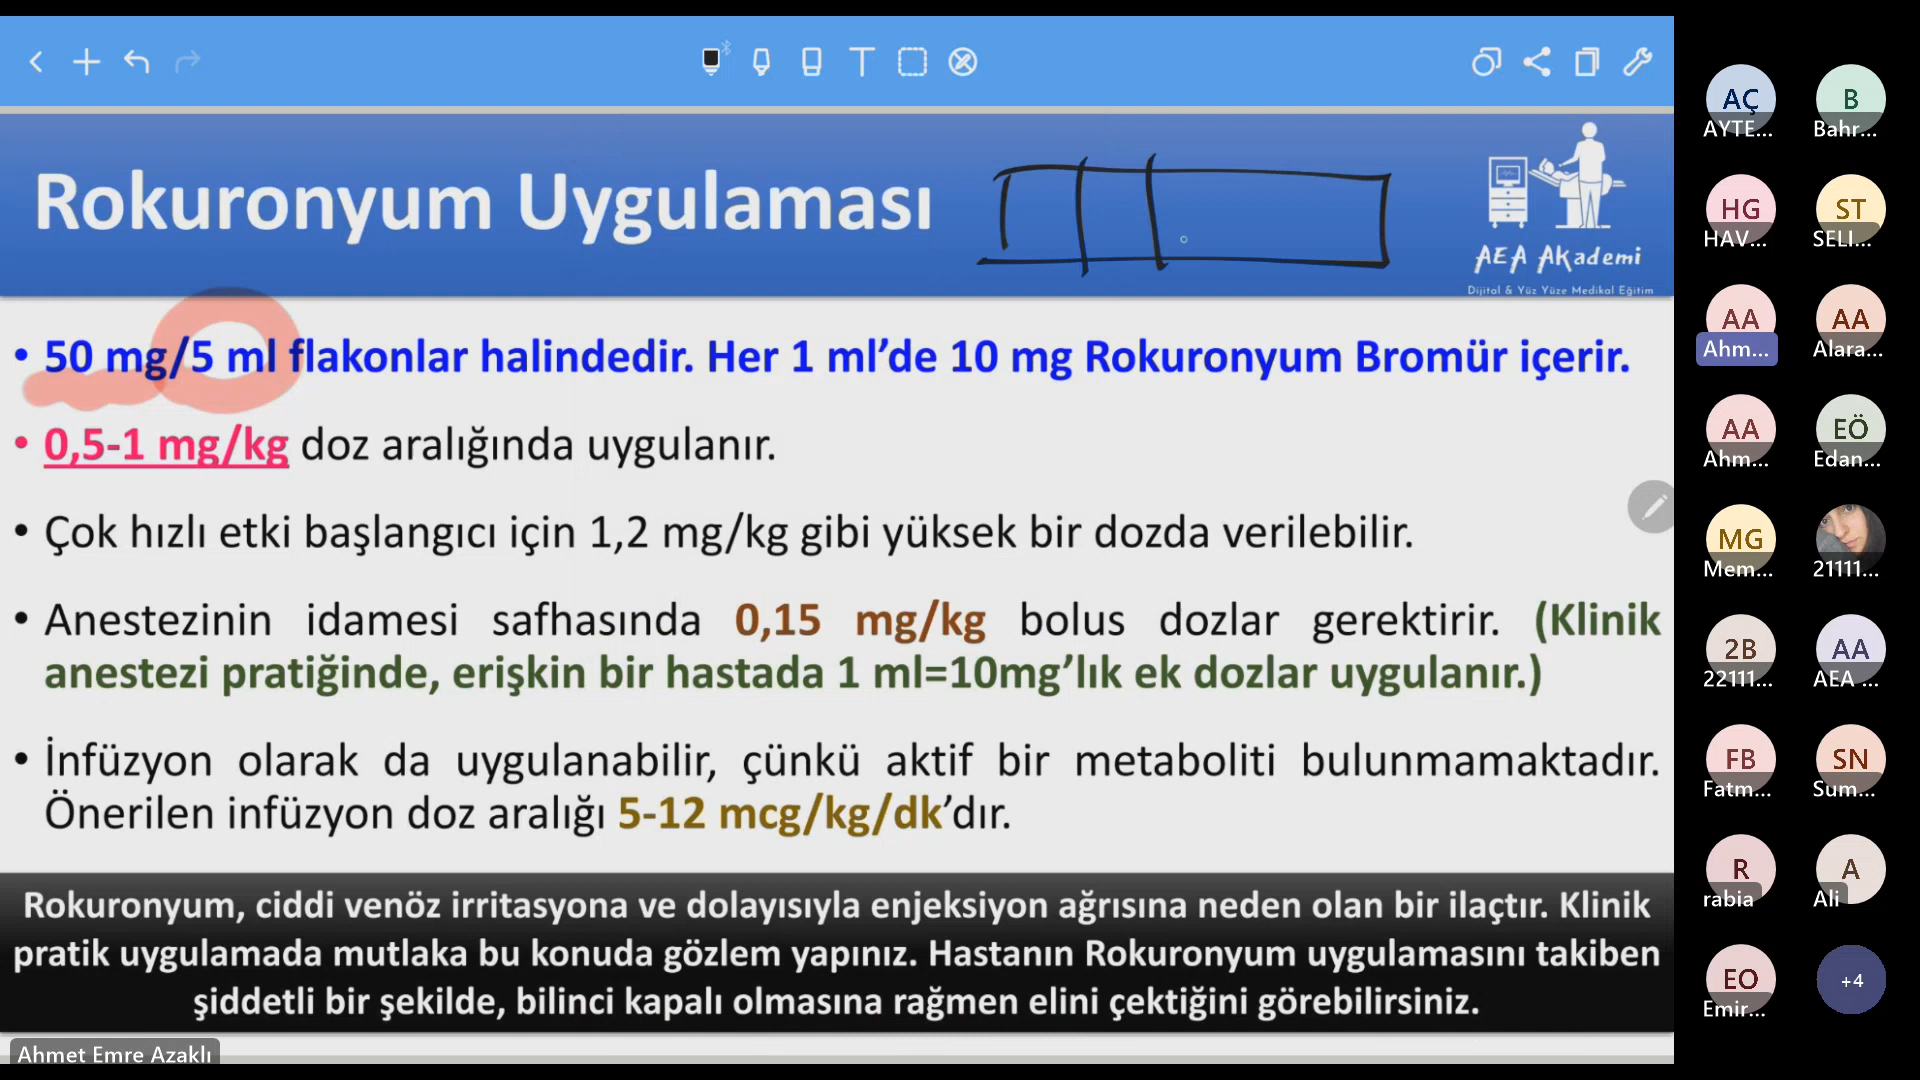 Rokuronyum Uygulaması
AEA AKademi
Dijital & Yüz Yüze Medikal Eğitim
• 50 mg/5 ml flakonlar halindedir. Her 1 ml’de 10 mg Rokuronyum Bromür içerir.
• 0,5-1 mg/kg doz aralığında uygulanır.
• Çok hızlı etki başlangıcı için 1,2 mg/kg gibi yüksek bir dozda verilebilir.
• Anestezinin idamesi safhasında 0,15 mg/kg bolus dozlar gerektirir. (Klinik
anestezi pratiğinde, erişkin bir hastada 1 ml=10mg’lık ek dozlar uygulanır.)
• İnfüzyon olarak da uygulanabilir, çünkü aktif bir metaboliti bulunmamaktadır.
Önerilen infüzyon doz aralığı 5-12 mcg/kg/dk’dır.
Rokuronyum, ciddi venöz irritasyona ve dolayısıyla enjeksiyon ağrısına neden olan bir ilaçtır. Klinik
pratik uygulamada mutlaka bu konuda gözlem yapınız. Hastanın Rokuronyum uygulamasını takiben
şiddetli bir şekilde, bilinci kapalı olmasına rağmen elini çektiğini görebilirsiniz.
Ahmet Emre Azaklı
AÇ
AYTE...
B
Bahr...
HG
HAV...
ST
SELI...
AA
Ahm...
AA
Alara...
AA
Ahm...
EÖ
Edan...
MG
Mem...
21111...
2B
22111...
AA
AEA ...
FB
Fatm...
SN
Sum...
R
rabia
A
Ali
EO
Emir...
+4